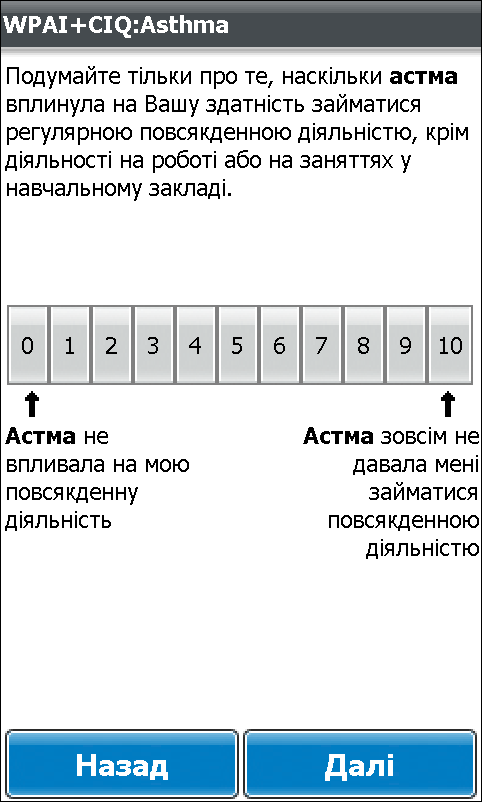 WPAI+CIQ:Asthma
Подумайте тільки про те, наскільки астма
вплинула на Вашу здатність займатися
регулярною повсякденною діяльністю, крім
діяльності на роботі або на заняттях у
навчальному закладі.
0 1 2 3 4 5 6 7 8 9 10
Астма не
впливала на мою
повсякденну
діяльність
Астма зовсім не
давала мені
займатися
повсякденною
діяльністю
Назад
Далі